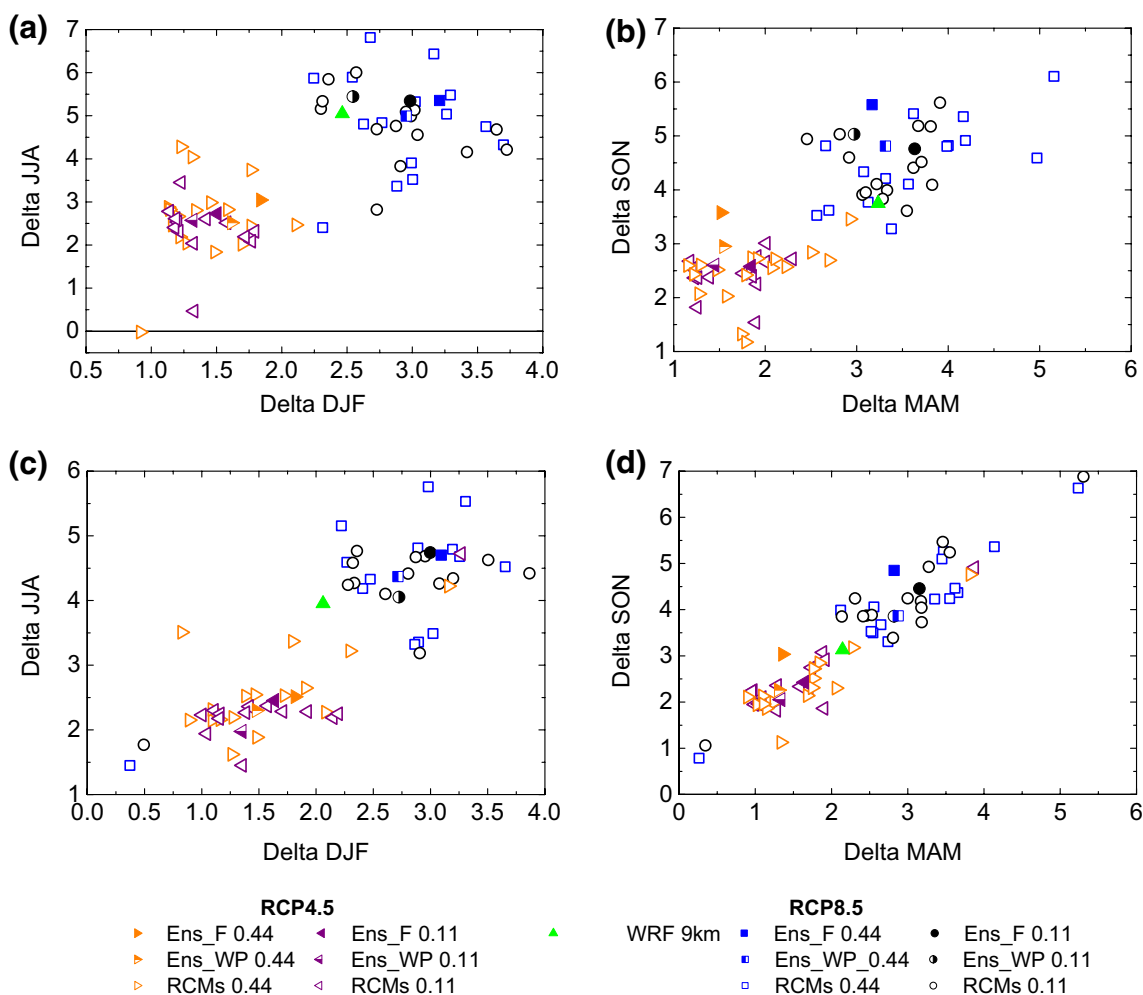 (a)
7
6
5
4
3
2
1
0
Delta JJA
0.5 1.0 1.5 2.0 2.5 3.0 3.5 4.0
Delta DJF
(b)
7
6
5
4
3
2
1
Delta SON
1 2 3 4 5 6
Delta MAM
(c)
6
5
4
3
2
1
Delta JJA
0.0 0.5 1.0 1.5 2.0 2.5 3.0 3.5 4.0
Delta DJF
(d)
7
6
5
4
3
2
1
0
Delta SON
0 1 2 3 4 5 6
Delta MAM
RCP4.5 RCP8.5
Ens_F 0.44 Ens_F 0.11 WRF 9km Ens_F 0.44 Ens_F 0.11
Ens_WP 0.44 Ens_WP 0.11 Ens_WP_0.44 Ens_WP 0.11
RCMs 0.44 RCMs 0.11 RCMs 0.44 RCMs 0.11